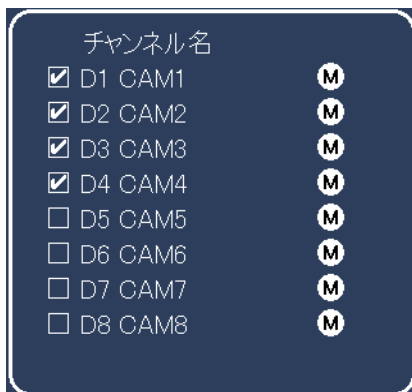 チャンネル名
D1 CAM1 M
D2 CAM2 M
D3 CAM3 M
D4 CAM4 M
D5 CAM5 M
D6 CAM6 M
D7 CAM7 M
D8 CAM8 M